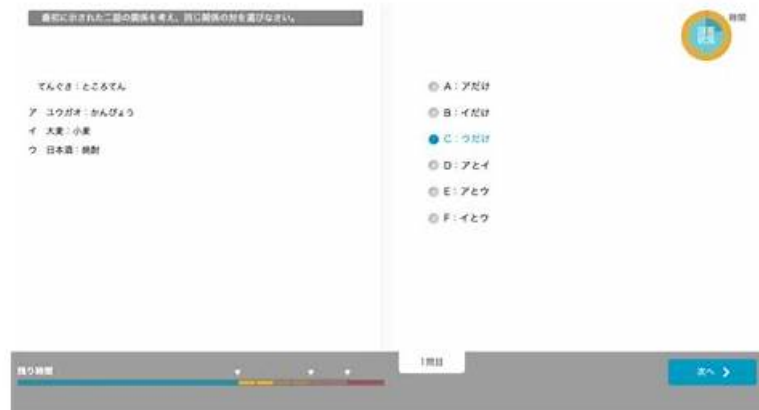 最初に示された二語の関係を考え、同じ関係の対を選びなさい。
時間
てんぐさ：ところてん
ア ユウガオ：かんぴょう
イ 大麦：小麦
ウ 日本酒：焼酎
A：アだけ
B：イだけ
C：ウだけ
D：アとイ
E：アとウ
F：イとウ
残り時間
1問目
次へ